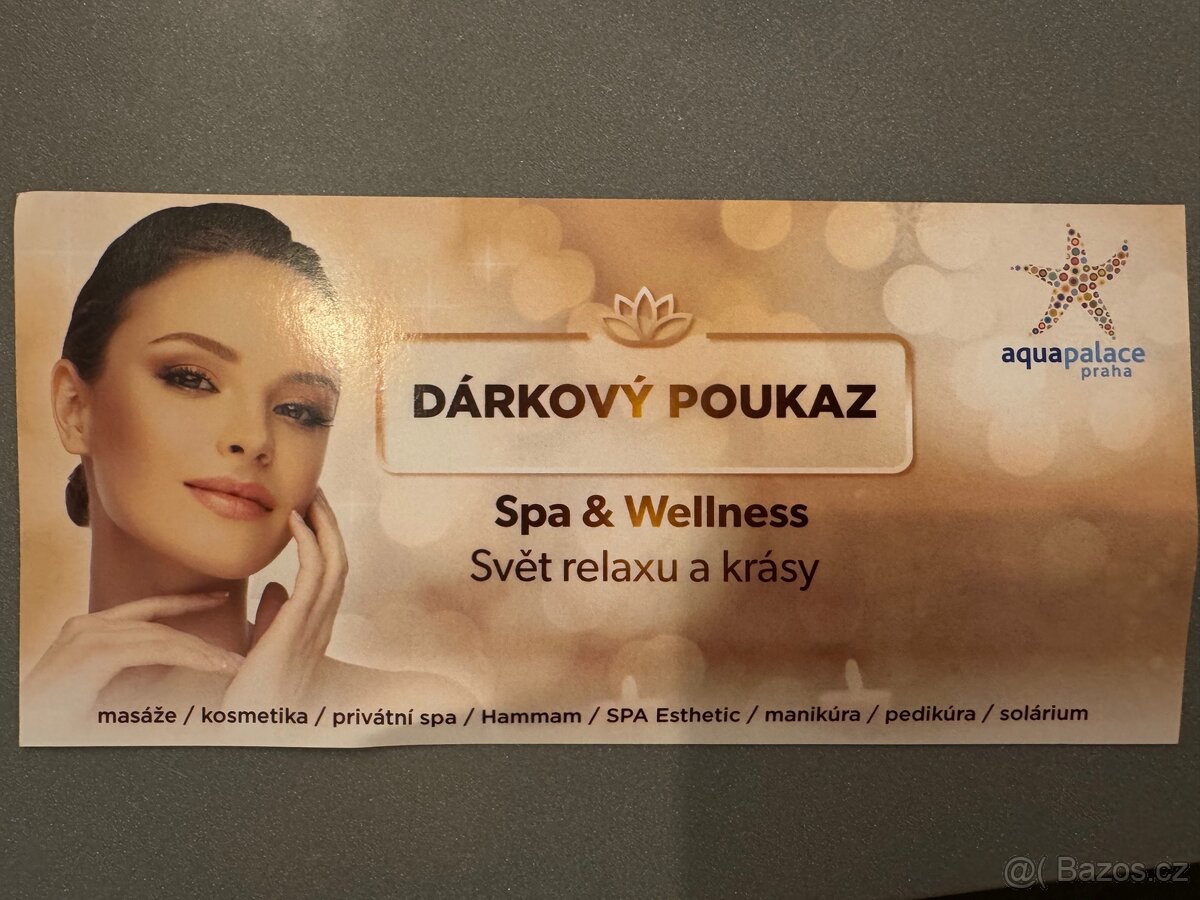 aquapalace
praha
DÁRKOVÝ POUKAZ
Spa & Wellness
Svět relaxu a krásy
masáže / kosmetika / privátní spa / Hammam / SPA Esthetic / manikúra / pedikúra / solárium
@( Bazos.cz